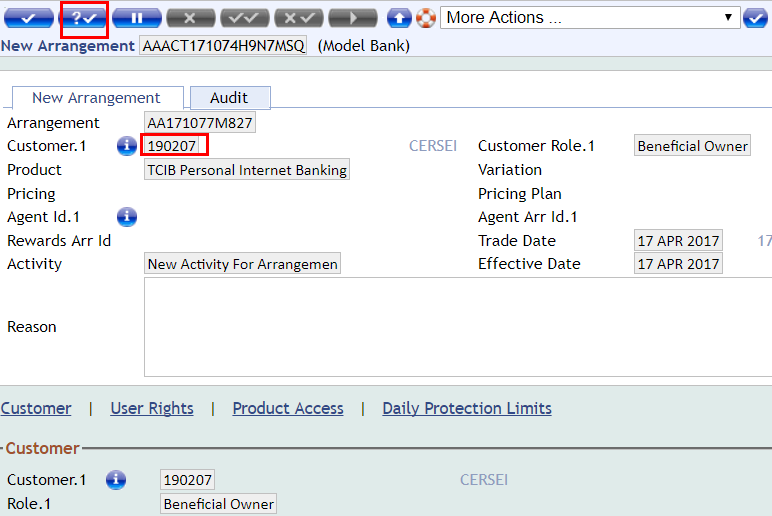 ? More Actions ...
New Arrangement AAACT171074H9N7MSQ (Model Bank)
New Arrangement Audit
Arrangement AA171077M827
Customer.1 190207 CERSEI Customer Role.1 Beneficial Owner
Product TCIB Personal Internet Banking Variation
Pricing Pricing Plan
Agent Id.1 Agent Arr Id.1
Rewards Arr Id Trade Date 17 APR 2017 17
Activity New Activity For Arrangemen Effective Date 17 APR 2017
Reason
Customer | User Rights | Product Access | Daily Protection Limits
Customer
Customer.1 190207 CERSEI
Role.1 Beneficial Owner